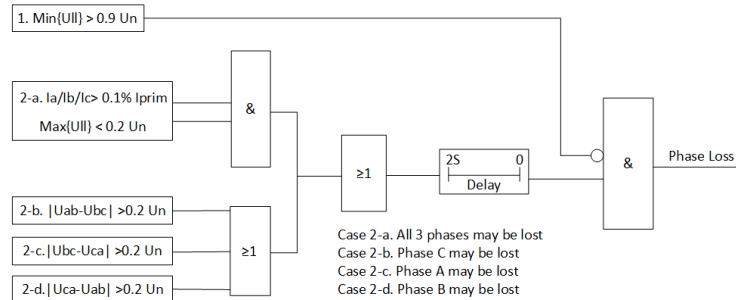 1. Min{Ull} > 0.9 Un
2-a. Ia/Ib/Ic> 0.1% Iprim
Max{Ull} < 0.2 Un
&
≥1
2S 0
Delay
&
Phase Loss
2-b. |Uab-Ubc| >0.2 Un
2-c.|Ubc-Uca| >0.2 Un
2-d.|Uca-Uab| >0.2 Un
≥1
Case 2-a. All 3 phases may be lost
Case 2-b. Phase C may be lost
Case 2-c. Phase A may be lost
Case 2-d. Phase B may be lost